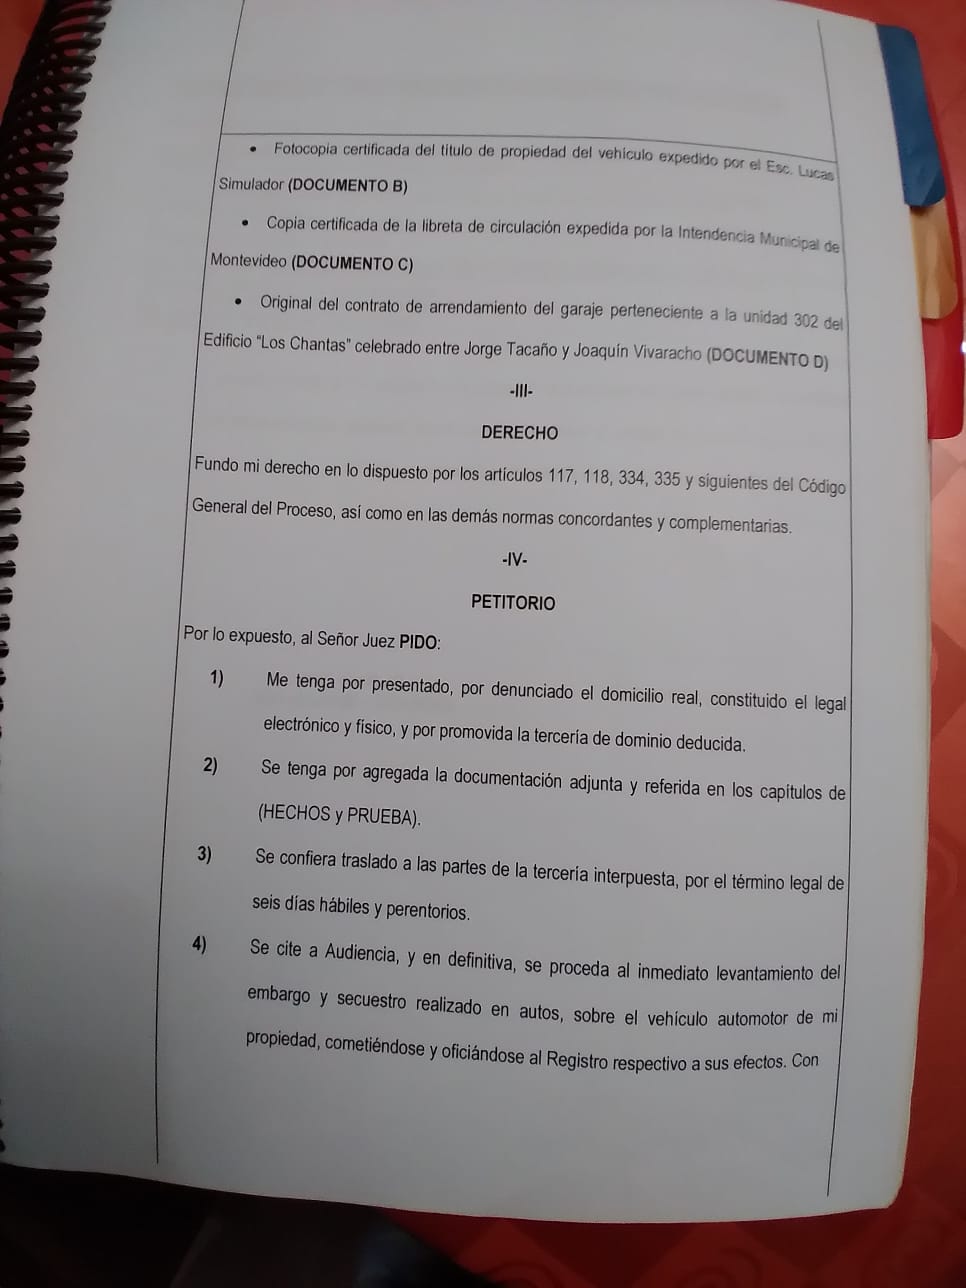 • Fotocopia certificada del título de propiedad del vehículo expedido por el Esc. Lucas
Simulador (DOCUMENTO B)
• Copia certificada de la libreta de circulación expedida por la Intendencia Municipal de
Montevideo (DOCUMENTO C)
• Original del contrato de arrendamiento del garaje perteneciente a la unidad 302 del
Edificio "Los Chantas" celebrado entre Jorge Tacaño y Joaquín Vivaracho (DOCUMENTO D)
-III-
DERECHO
Fundo mi derecho en lo dispuesto por los artículos 117, 118, 334, 335 y siguientes del Código
General del Proceso, así como en las demás normas concordantes y complementarias.
-IV-
PETITORIO
Por lo expuesto, al Señor Juez PIDO:
1) Me tenga por presentado, por denunciado el domicilio real, constituido el legal
electrónico y físico, y por promovida la tercería de dominio deducida.
2) Se tenga por agregada la documentación adjunta y referida en los capítulos de
(HECHOS y PRUEBA).
3) Se confiera traslado a las partes de la tercería interpuesta, por el término legal de
seis días hábiles y perentorios.
4) Se cite a Audiencia, y en definitiva, se proceda al inmediato levantamiento del
embargo y secuestro realizado en autos, sobre el vehículo automotor de mi
propiedad, cometiéndose y oficiándose al Registro respectivo a sus efectos. Con